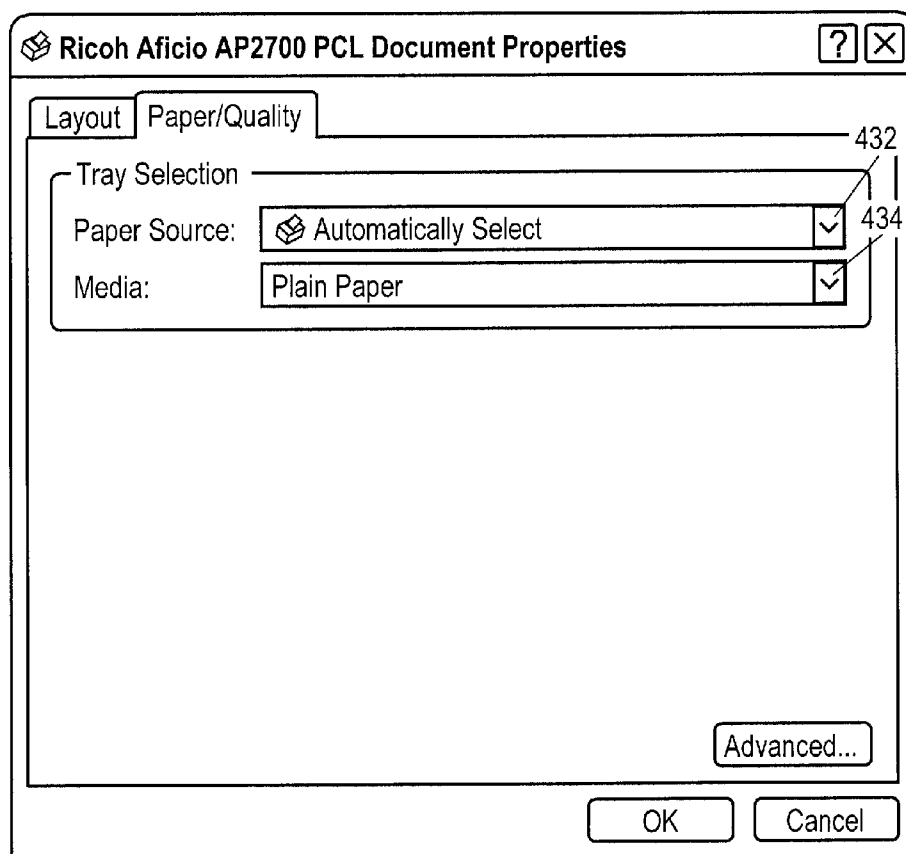 Ricoh Aficio AP2700 PCL Document Properties ?
Layout Paper/Quality
432
Tray Selection
Paper Source: Automatically Select
434
Media: Plain Paper
Advanced...
OK Cancel